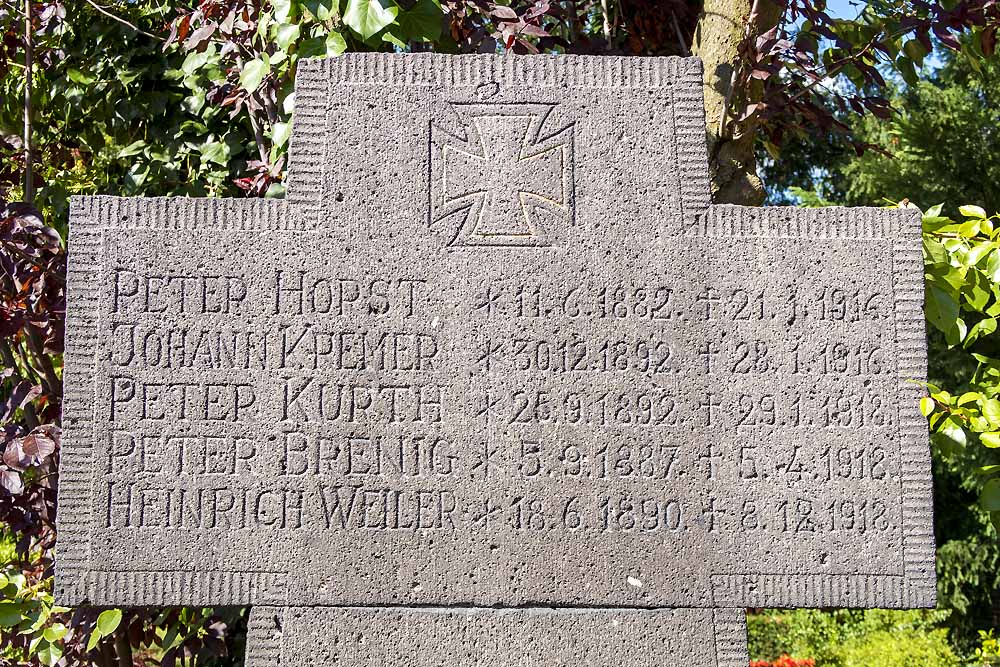 PETER HORST * 11.6.1882. † 21.1.1916.
JOHANN KREMER * 30.12.1892. † 28.1.1916.
PETER KURTH * 26.9.1892. † 29.1.1918.
PETER BRENIG * 5.9.1887. † 5.4.1918.
HEINRICH WEILER * 18.6.1890. † 8.12.1918.